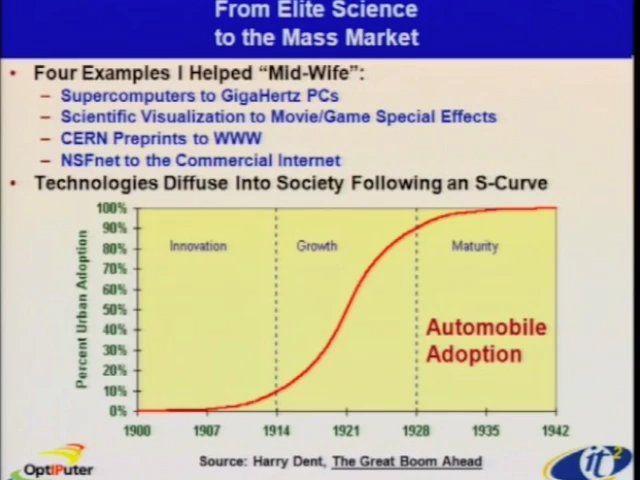 From Elite Science
to the Mass Market
• Four Examples I Helped “Mid-Wife”:
– Supercomputers to GigaHertz PCs
– Scientific Visualization to Movie/Game Special Effects
– CERN Preprints to WWW
– NSFnet to the Commercial Internet
• Technologies Diffuse Into Society Following an S-Curve
100%
90%
80%
70%
60%
50%
40%
30%
20%
10%
0%
Percent Urban Adoption
Innovation Growth Maturity
Automobile
Adoption
1900 1907 1914 1921 1928 1935 1942
Source: Harry Dent, The Great Boom Ahead
OptIPuter
it²